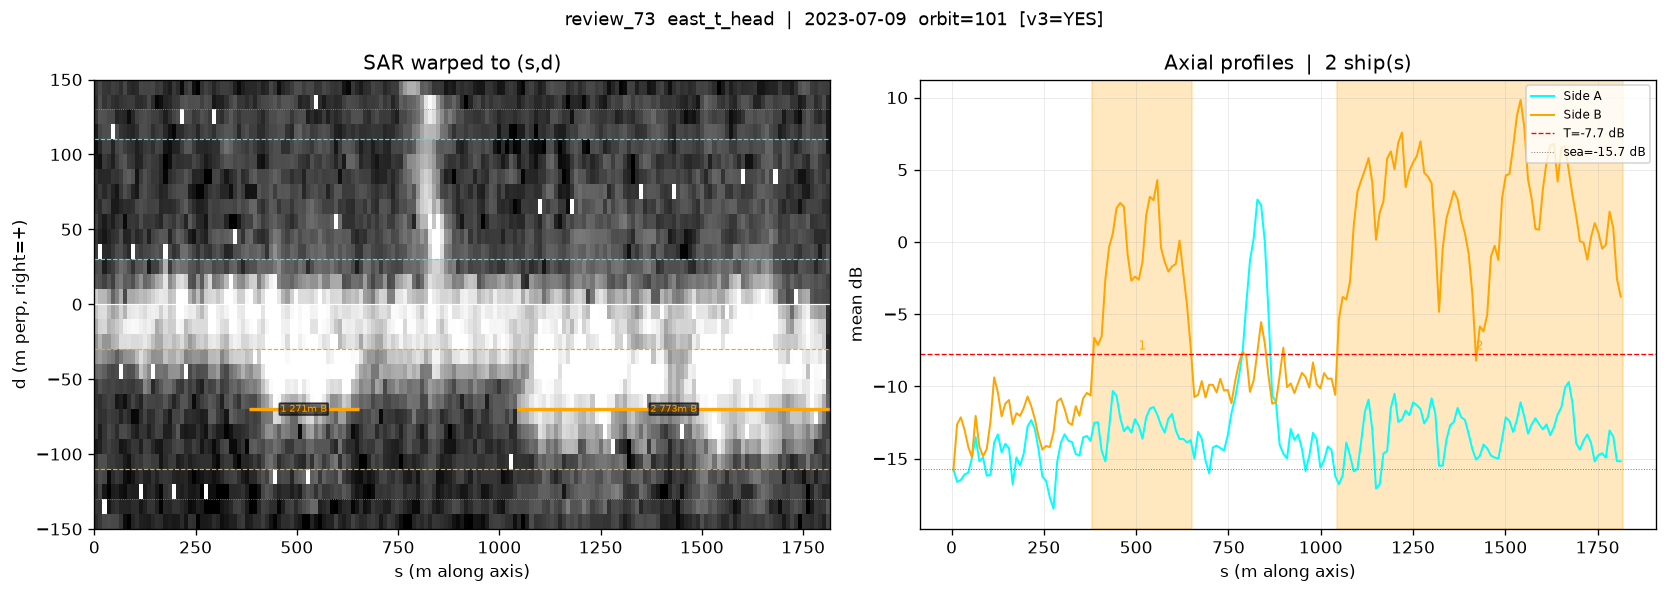 review_73  east_t_head  |  2023-07-09  orbit=101  [v3=YES]
SAR warped to (s,d)
150
100
50
0
−50
−100
−150
d (m perp, right=+)
1 271m B
2 773m B
0
250
500
750
1000
1250
1500
1750
s (m along axis)
Axial profiles  |  2 ship(s)
10
5
0
−5
−10
−15
mean dB
Side A
Side B
T=-7.7 dB
sea=-15.7 dB
1
2
0
250
500
750
1000
1250
1500
1750
s (m along axis)